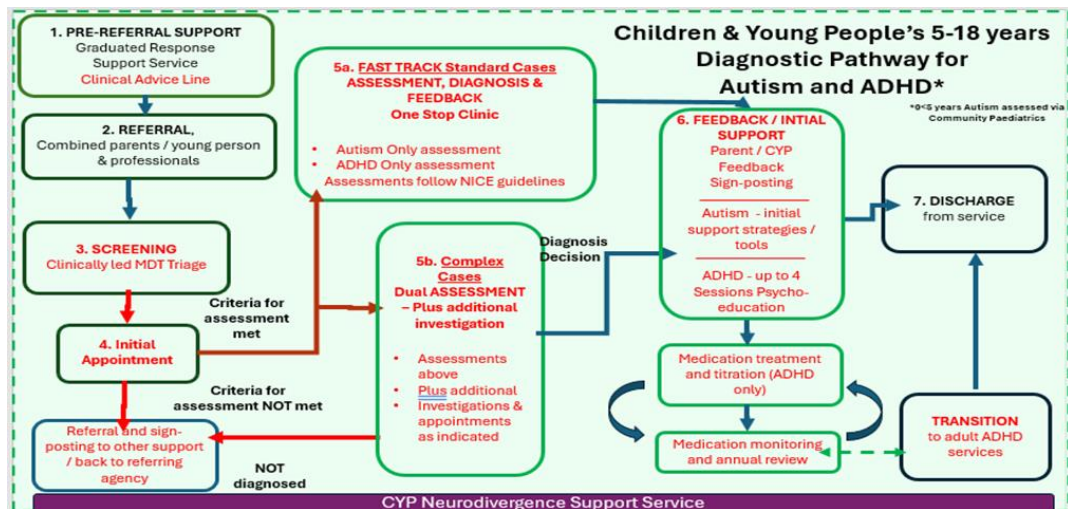 Children & Young People's 5-18 years
Diagnostic Pathway for
Autism and ADHD*
*0<5 years Autism assessed via
Community Paediatrics
1. PRE-REFERRAL SUPPORT
Graduated Response
Support Service
Clinical Advice Line
2. REFERRAL,
Combined parents / young person
& professionals
3. SCREENING
Clinically led MDT Triage
4. Initial
Appointment
Criteria for
assessment
met
Criteria for
assessment NOT met
Referral and sign-
posting to other support
/ back to referring
agency
NOT
diagnosed
5a. FAST TRACK Standard Cases
ASSESSMENT, DIAGNOSIS &
FEEDBACK
One Stop Clinic
• Autism Only assessment
• ADHD Only assessment
Assessments follow NICE guidelines
5b. Complex
Cases
Dual ASSESSMENT
– Plus additional
investigation
• Assessments
above
• Plus additional
• Investigations &
appointments
as indicated
Diagnosis
Decision
6. FEEDBACK / INTIAL
SUPPORT
Parent / CYP
Feedback
Sign-posting
Autism - initial
support strategies /
tools
ADHD - up to 4
Sessions Psycho-
education
Medication treatment
and titration (ADHD
only)
Medication monitoring
and annual review
7. DISCHARGE
from service
TRANSITION
to adult ADHD
services
CYP Neurodivergence Support Service